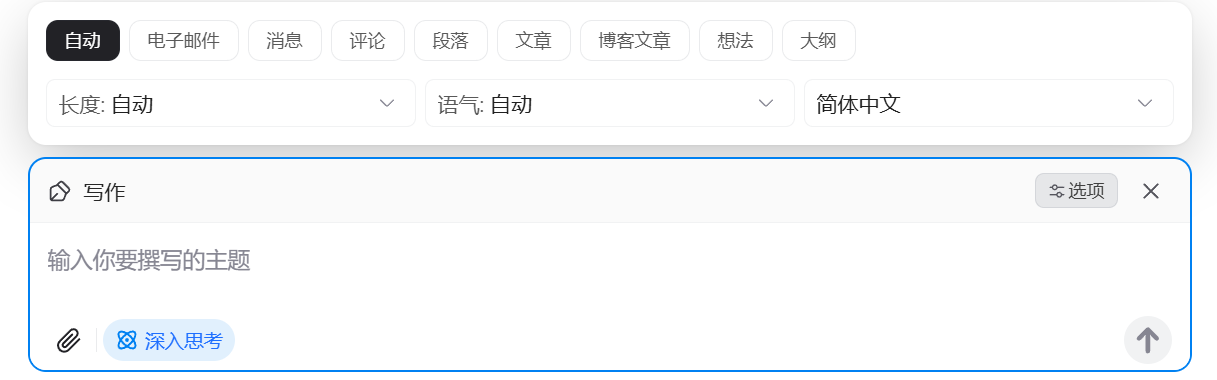 自动 电子邮件 消息 评论 段落 文章 博客文章 想法 大纲
长度: 自动 语气: 自动 简体中文
写作 选项
输入你要撰写的主题
深入思考